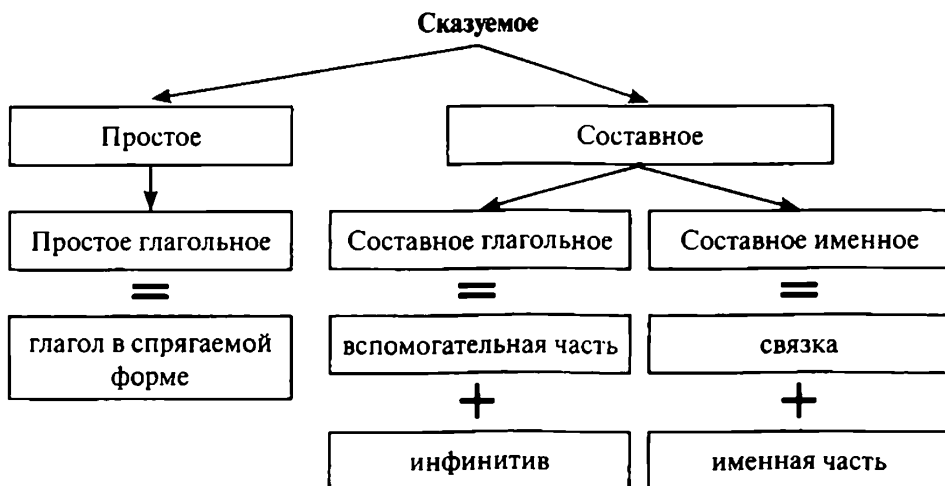 Сказуемое
Простое
Составное
Простое глагольное
Составное глагольное
Составное именное
=
=
=
глагол в спрягаемой
форме
вспомогательная часть
связка
+
+
инфинитив
именная часть